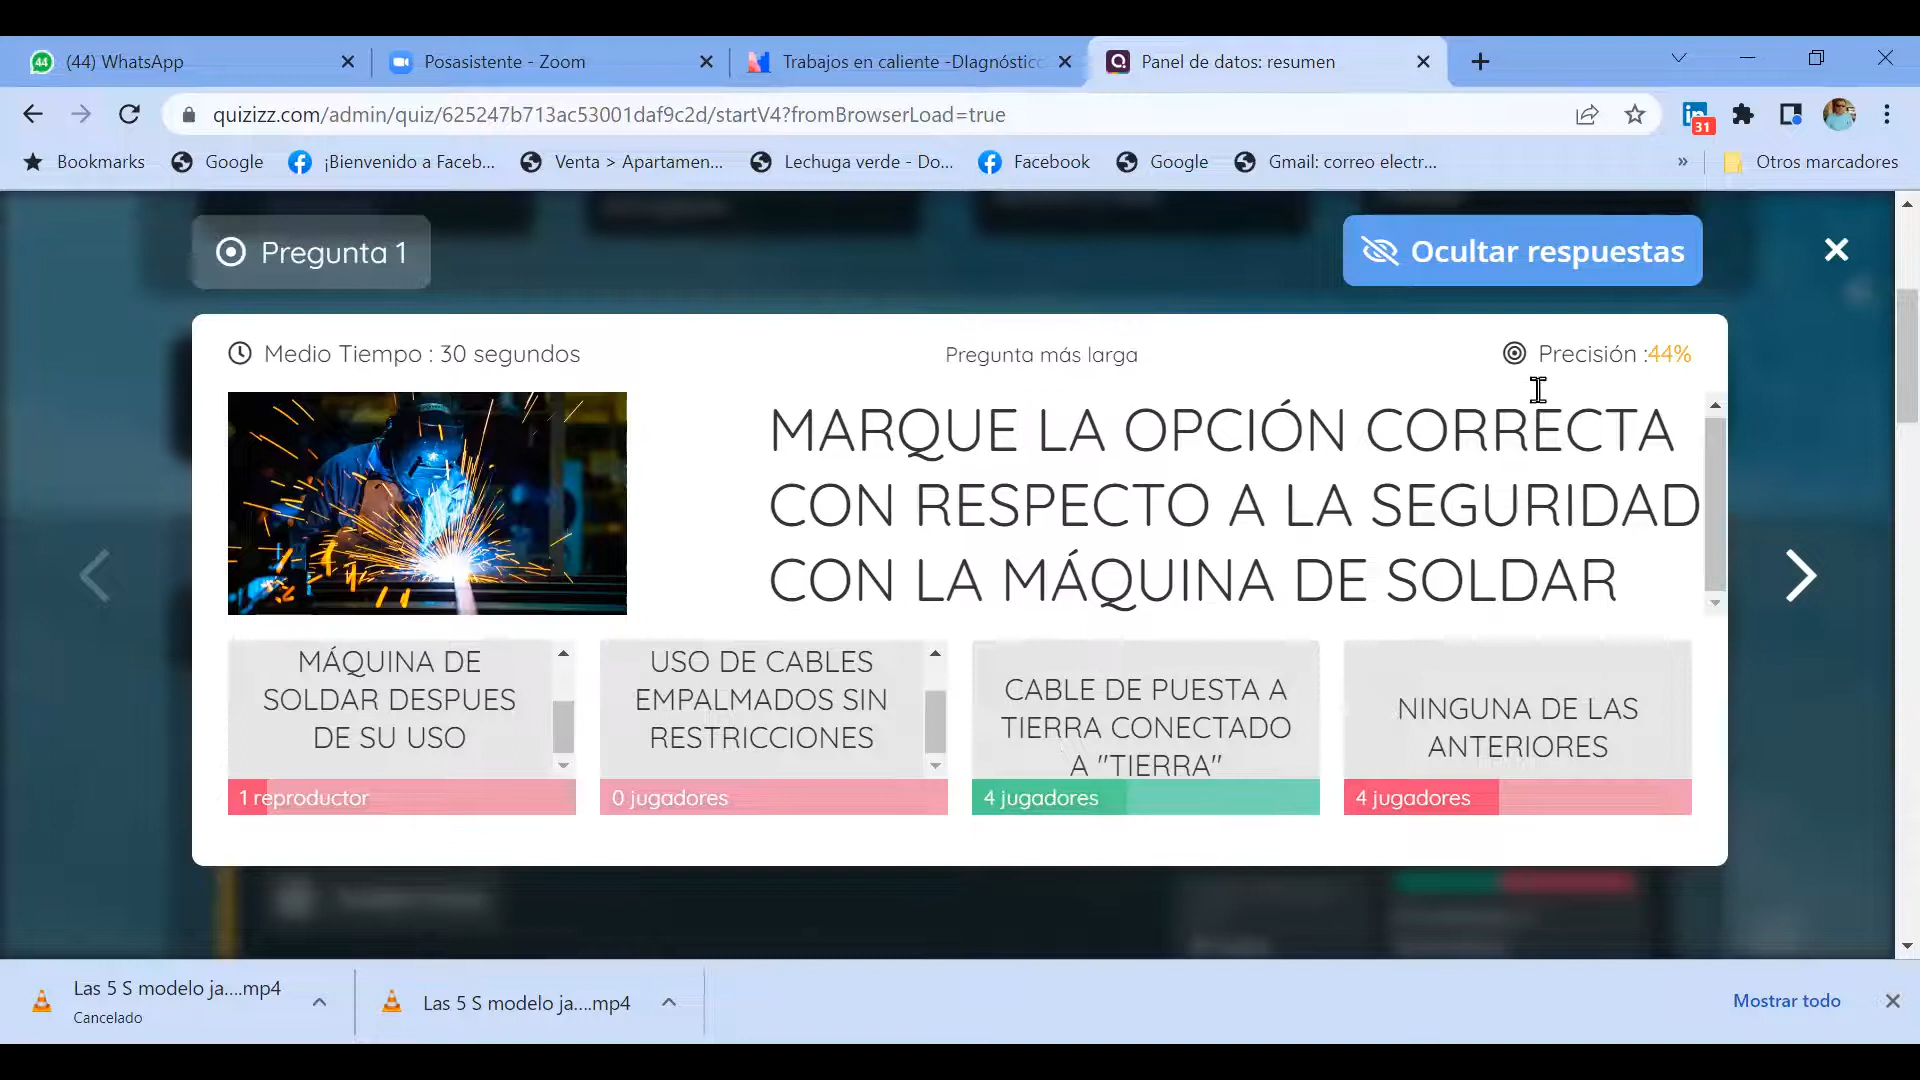 (44) WhatsApp
Posasistente - Zoom
Trabajos en caliente -DIagnóstic
Panel de datos: resumen
quizizz.com/admin/quiz/625247b713ac53001daf9c2d/startV4?fromBrowserLoad=true
31
Bookmarks
Google
¡Bienvenido a Faceb...
Venta > Apartamen...
Lechuga verde - Do...
Facebook
Google
Gmail: correo electr...
»
Otros marcadores
Pregunta 1
Ocultar respuestas
Medio Tiempo : 30 segundos
Pregunta más larga
Precisión :44%
MARQUE LA OPCIÓN CORRECTA
CON RESPECTO A LA SEGURIDAD
CON LA MÁQUINA DE SOLDAR
MÁQUINA DE
SOLDAR DESPUES
DE SU USO
1 reproductor
USO DE CABLES
EMPALMADOS SIN
RESTRICCIONES
0 jugadores
CABLE DE PUESTA A
TIERRA CONECTADO
A "TIERRA"
4 jugadores
NINGUNA DE LAS
ANTERIORES
4 jugadores
Las 5 S modelo ja....mp4
Cancelado
Las 5 S modelo ja....mp4
Mostrar todo